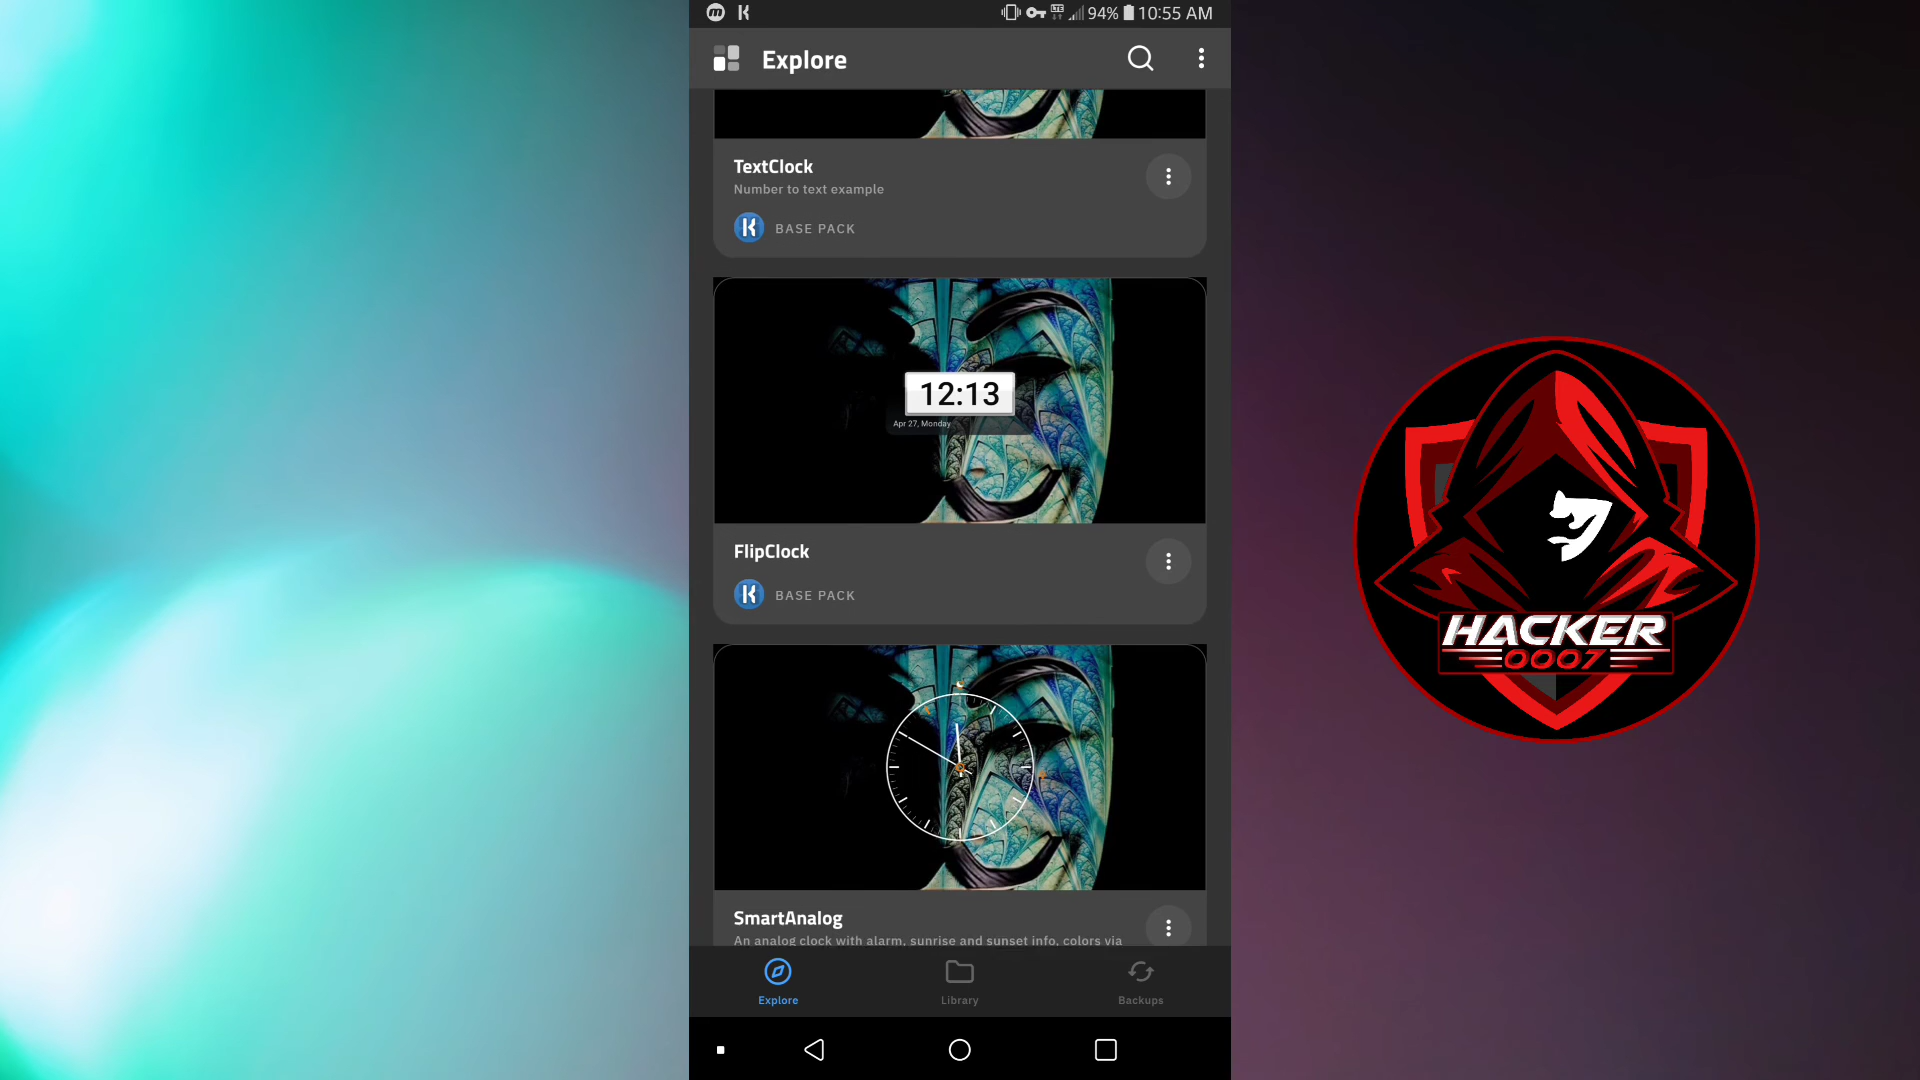 94% 10:55 AM
Explore
TextClock
Number to text example
BASE PACK
12:13
Apr 27, Monday
FlipClock
BASE PACK
SmartAnalog
An analog clock with alarm, sunrise and sunset info, colors via
Explore
Library
Backups
HACKER
0007